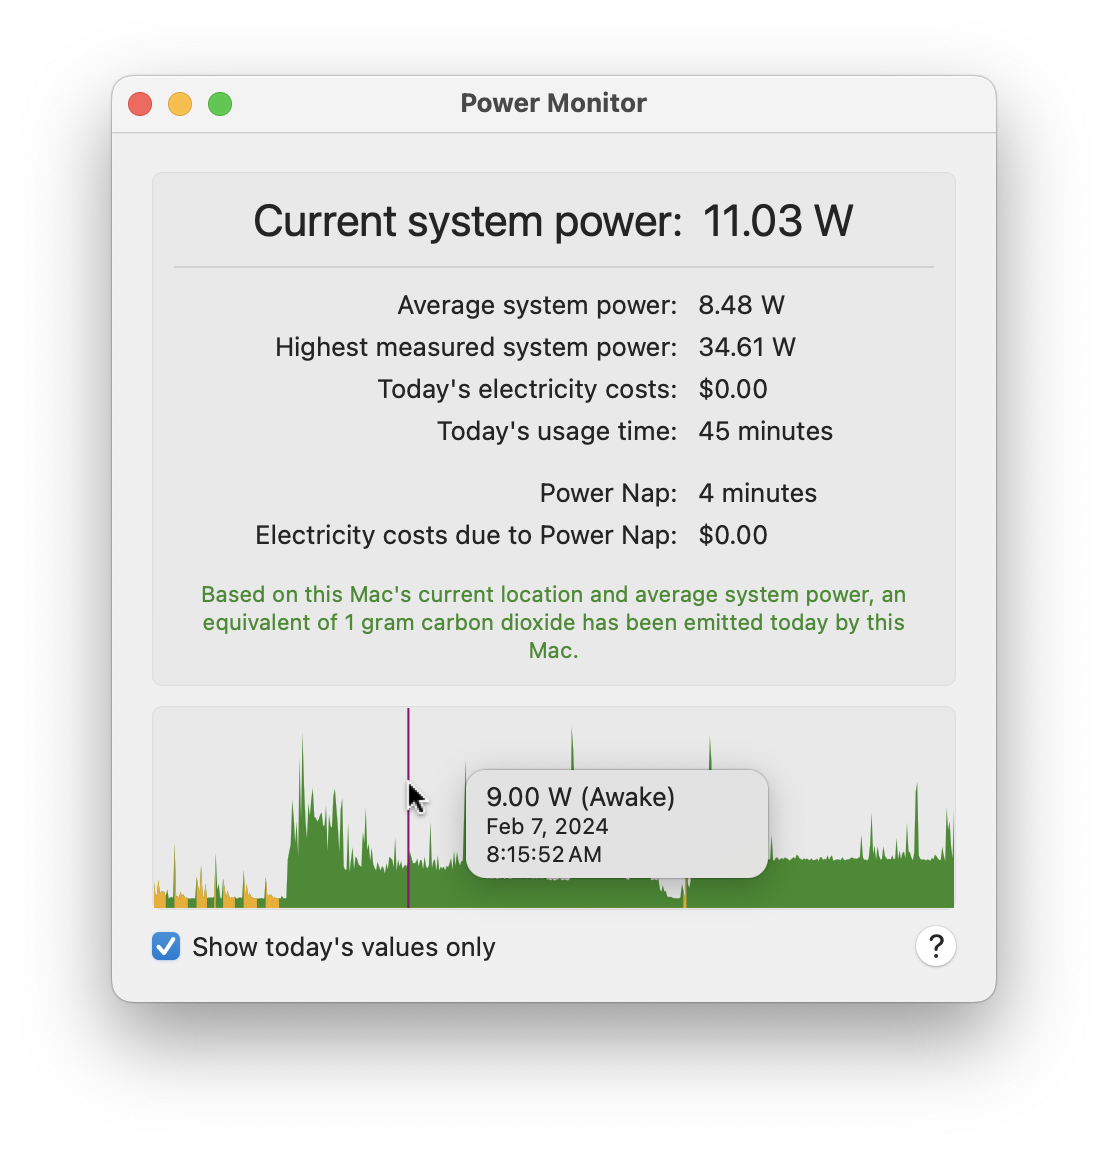 Power Monitor
Current system power: 11.03 W
Average system power: 8.48 W
Highest measured system power: 34.61 W
Today's electricity costs: $0.00
Today's usage time: 45 minutes
Power Nap: 4 minutes
Electricity costs due to Power Nap: $0.00
Based on this Mac's current location and average system power, an
equivalent of 1 gram carbon dioxide has been emitted today by this
Mac.
9.00 W (Awake)
Feb 7, 2024
8:15:52 AM
Show today's values only
?